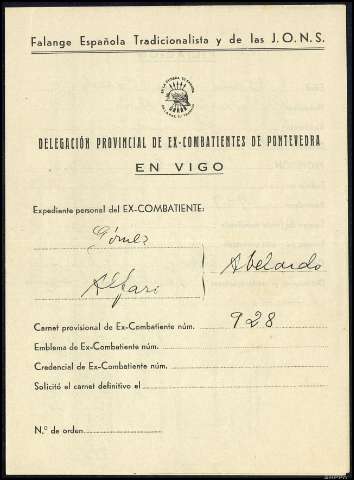 Falange Española Tradicionalista y de las J.O.N.S.
DELEGACIÓN PROVINCIAL DE EX-COMBATIENTES DE PONTEVEDRA
EN VIGO
Expediente personal del EX-COMBATIENTE:
Gómez
Abelardo
Alfari
Carnet provisional de Ex-Combatiente núm. 928
Emblema de Ex-Combatiente núm.
Credencial de Ex-Combatiente núm.
Solicitó el carnet definitivo el
N.º de orden